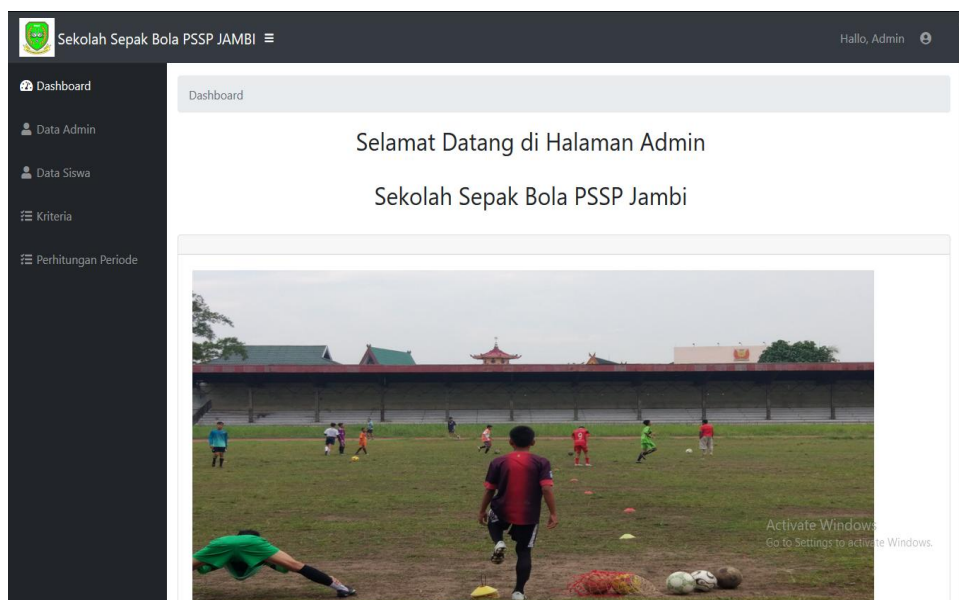 Sekolah Sepak Bola PSSP JAMBI
Hallo, Admin
Dashboard
Data Admin
Data Siswa
Kriteria
Perhitungan Periode
Dashboard
Selamat Datang di Halaman Admin
Sekolah Sepak Bola PSSP Jambi
9
Activate Windows
Go to Settings to activate Windows.